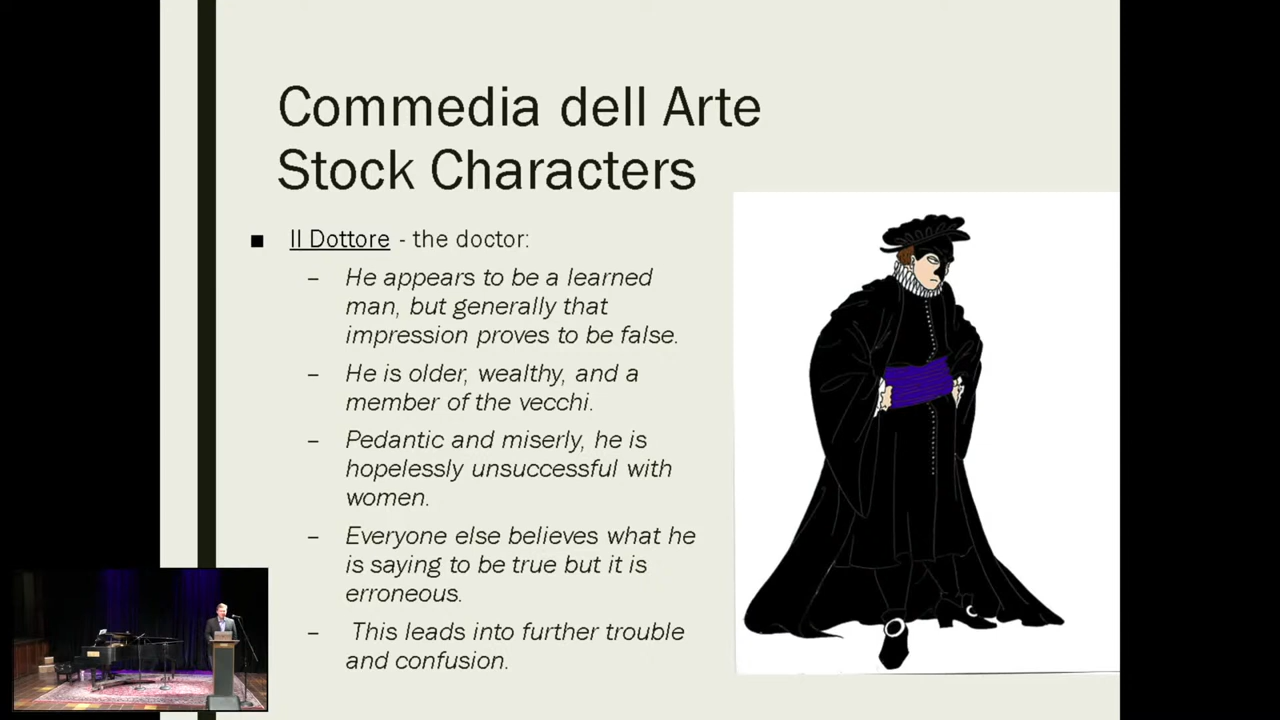 Commedia dell Arte
Stock Characters
■ Il Dottore - the doctor:
– He appears to be a learned
man, but generally that
impression proves to be false.
– He is older, wealthy, and a
member of the vecchi.
– Pedantic and miserly, he is
hopelessly unsuccessful with
women.
– Everyone else believes what he
is saying to be true but it is
erroneous.
– This leads into further trouble
and confusion.